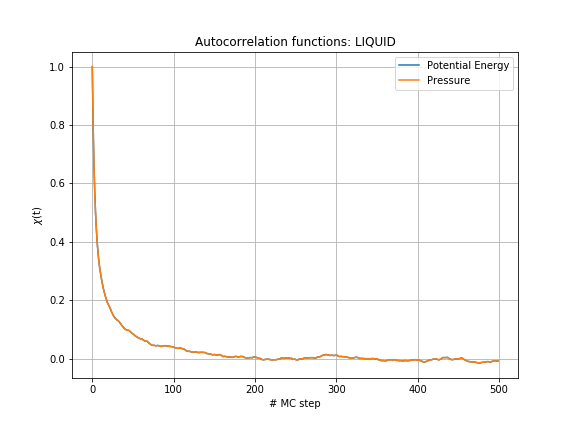 Autocorrelation functions: LIQUID
Potential Energy
Pressure
1.0
0.8
0.6
0.4
0.2
0.0
χ(t)
0 100 200 300 400 500
# MC step